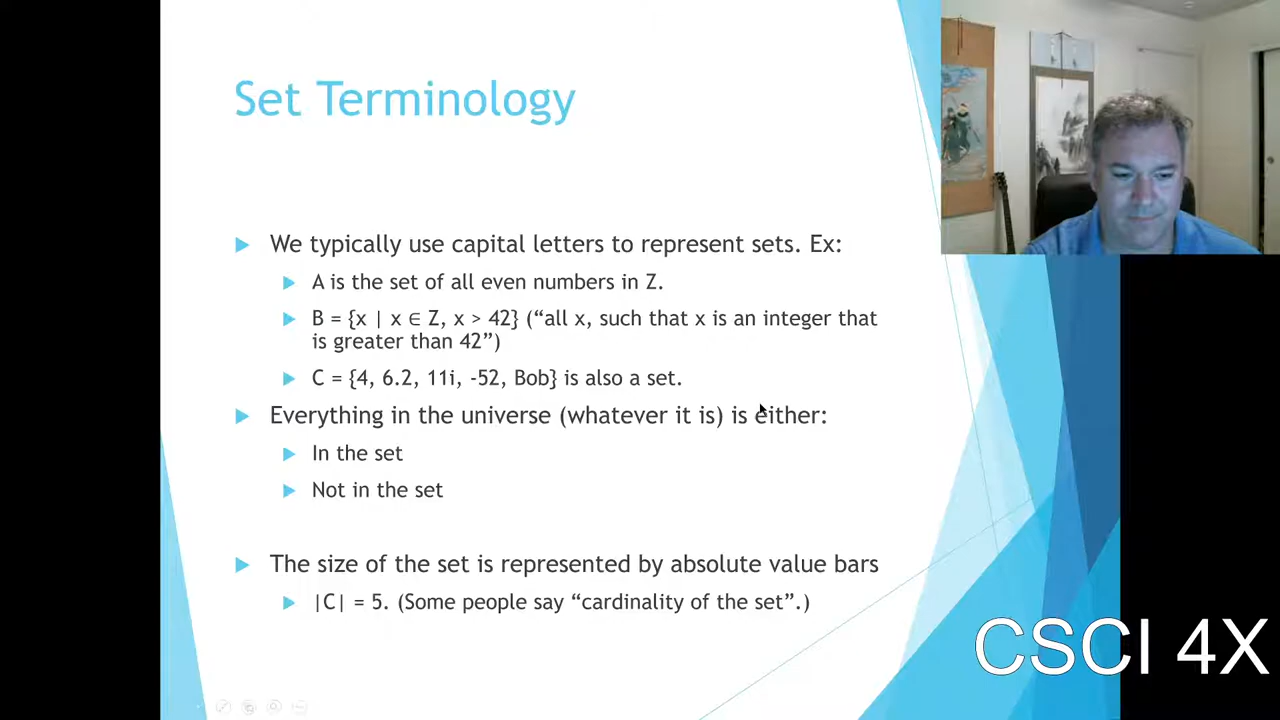 Set Terminology
We typically use capital letters to represent sets. Ex:
A is the set of all even numbers in Z.
B = {x | x ∈ Z, x > 42} (“all x, such that x is an integer that
is greater than 42”)
C = {4, 6.2, 11i, -52, Bob} is also a set.
Everything in the universe (whatever it is) is either:
In the set
Not in the set
The size of the set is represented by absolute value bars
|C| = 5. (Some people say “cardinality of the set”.)
CSCI 4X